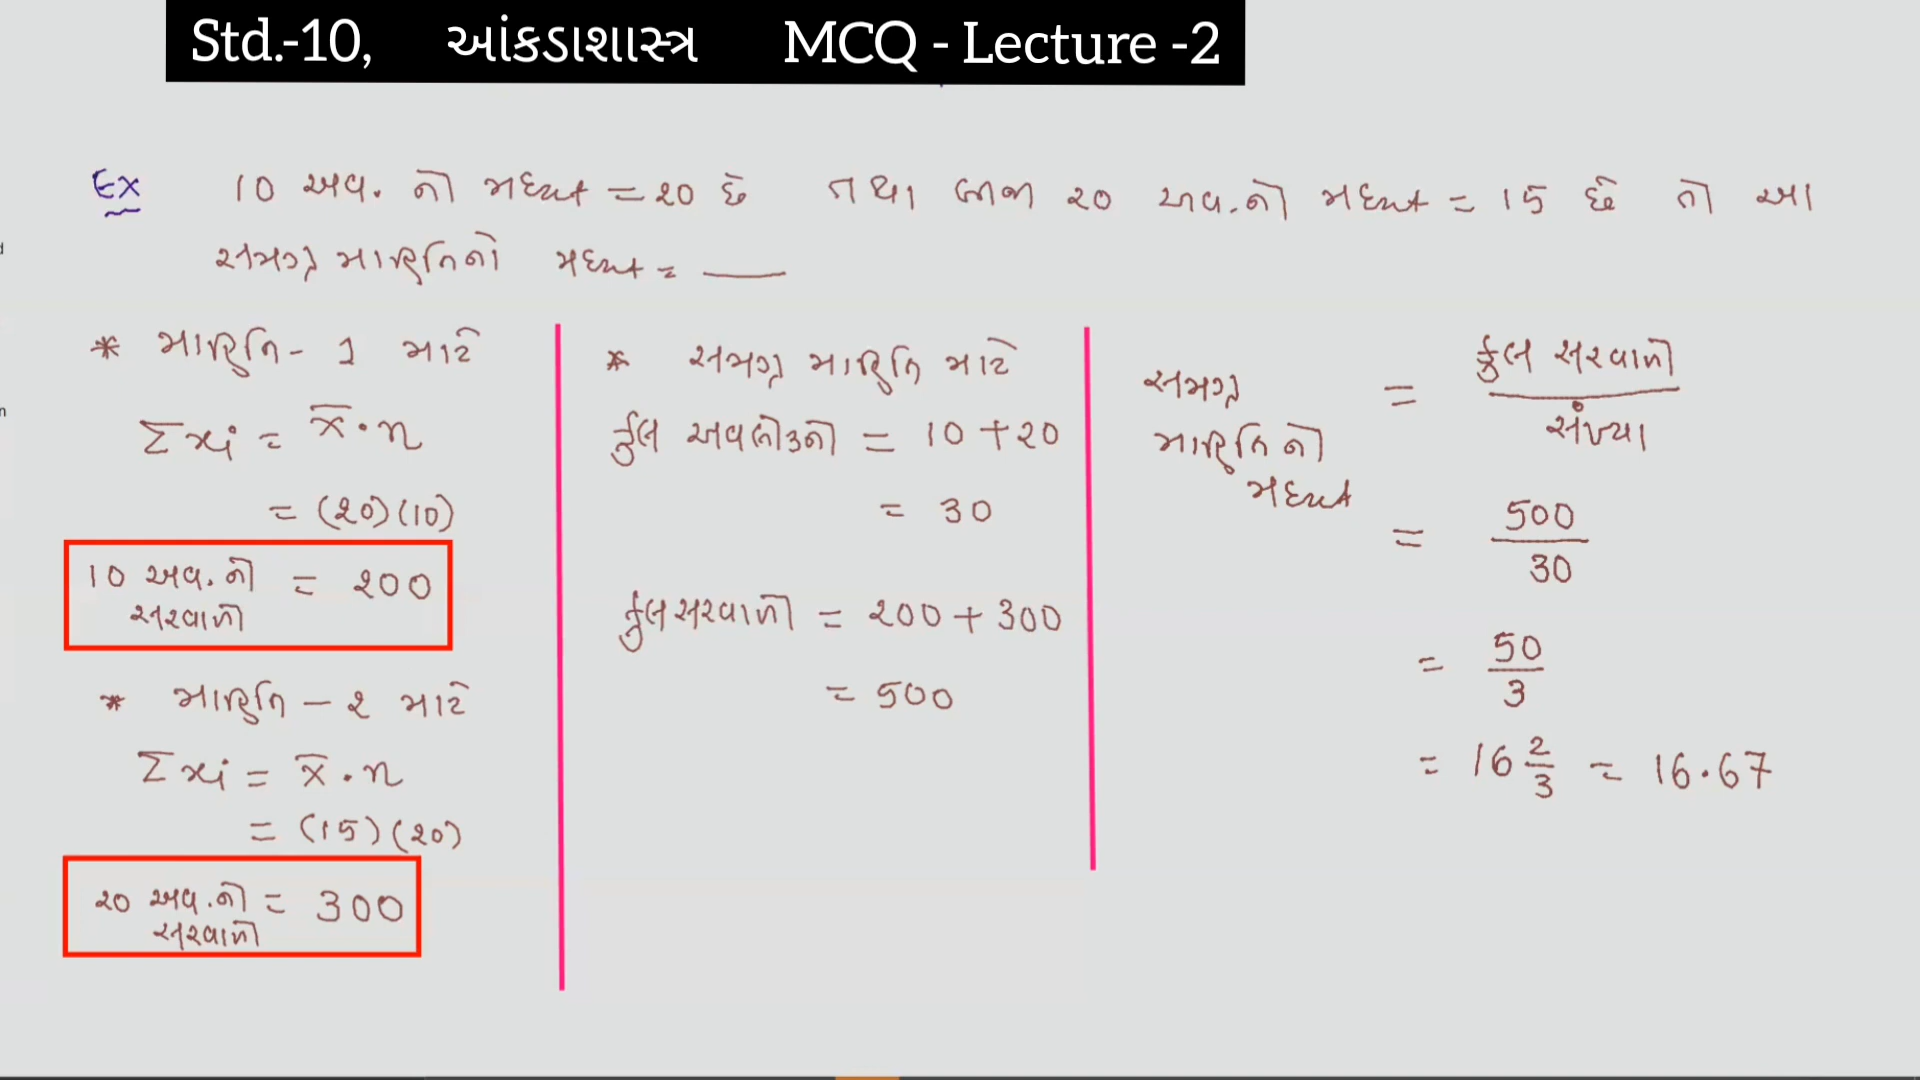 Std.-10, આંકડાશાસ્ત્ર MCQ - Lecture -2
Ex 10 અવ. નો મધ્યક = 20 છે તથા બીજા 20 અવ.નો મધ્યક = 15 છે તો આ
સમગ્ર માહિતીનો મધ્યક = ___
* માહિતી - 1 માટે
Σxi = x̅ · n
= (20)(10)
10 અવ. નો = 200
સરવાળો
* માહિતી - 2 માટે
Σxi = x̅ · n
= (15)(20)
20 અવ.નો = 300
સરવાળો
* સમગ્ર માહિતી માટે
કુલ અવલોકનો = 10 + 20
= 30
કુલ સરવાળો = 200 + 300
= 500
સમગ્ર
માહિતી નો
મધ્યક
= કુલ સરવાળો
સંખ્યા
= 500
30
= 50
3
= 16 2/3 = 16.67